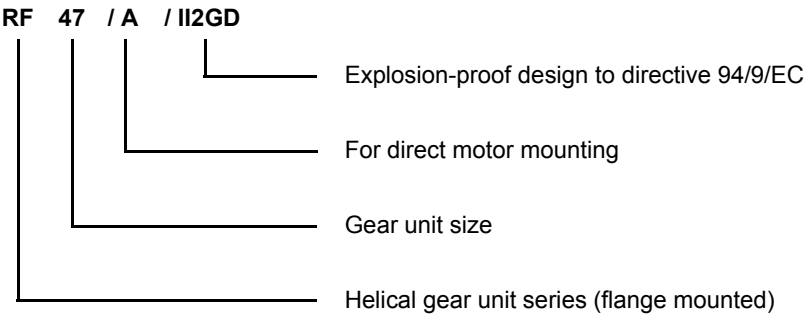 RF 47 / A / II2GD
Explosion-proof design to directive 94/9/EC
For direct motor mounting
Gear unit size
Helical gear unit series (flange mounted)